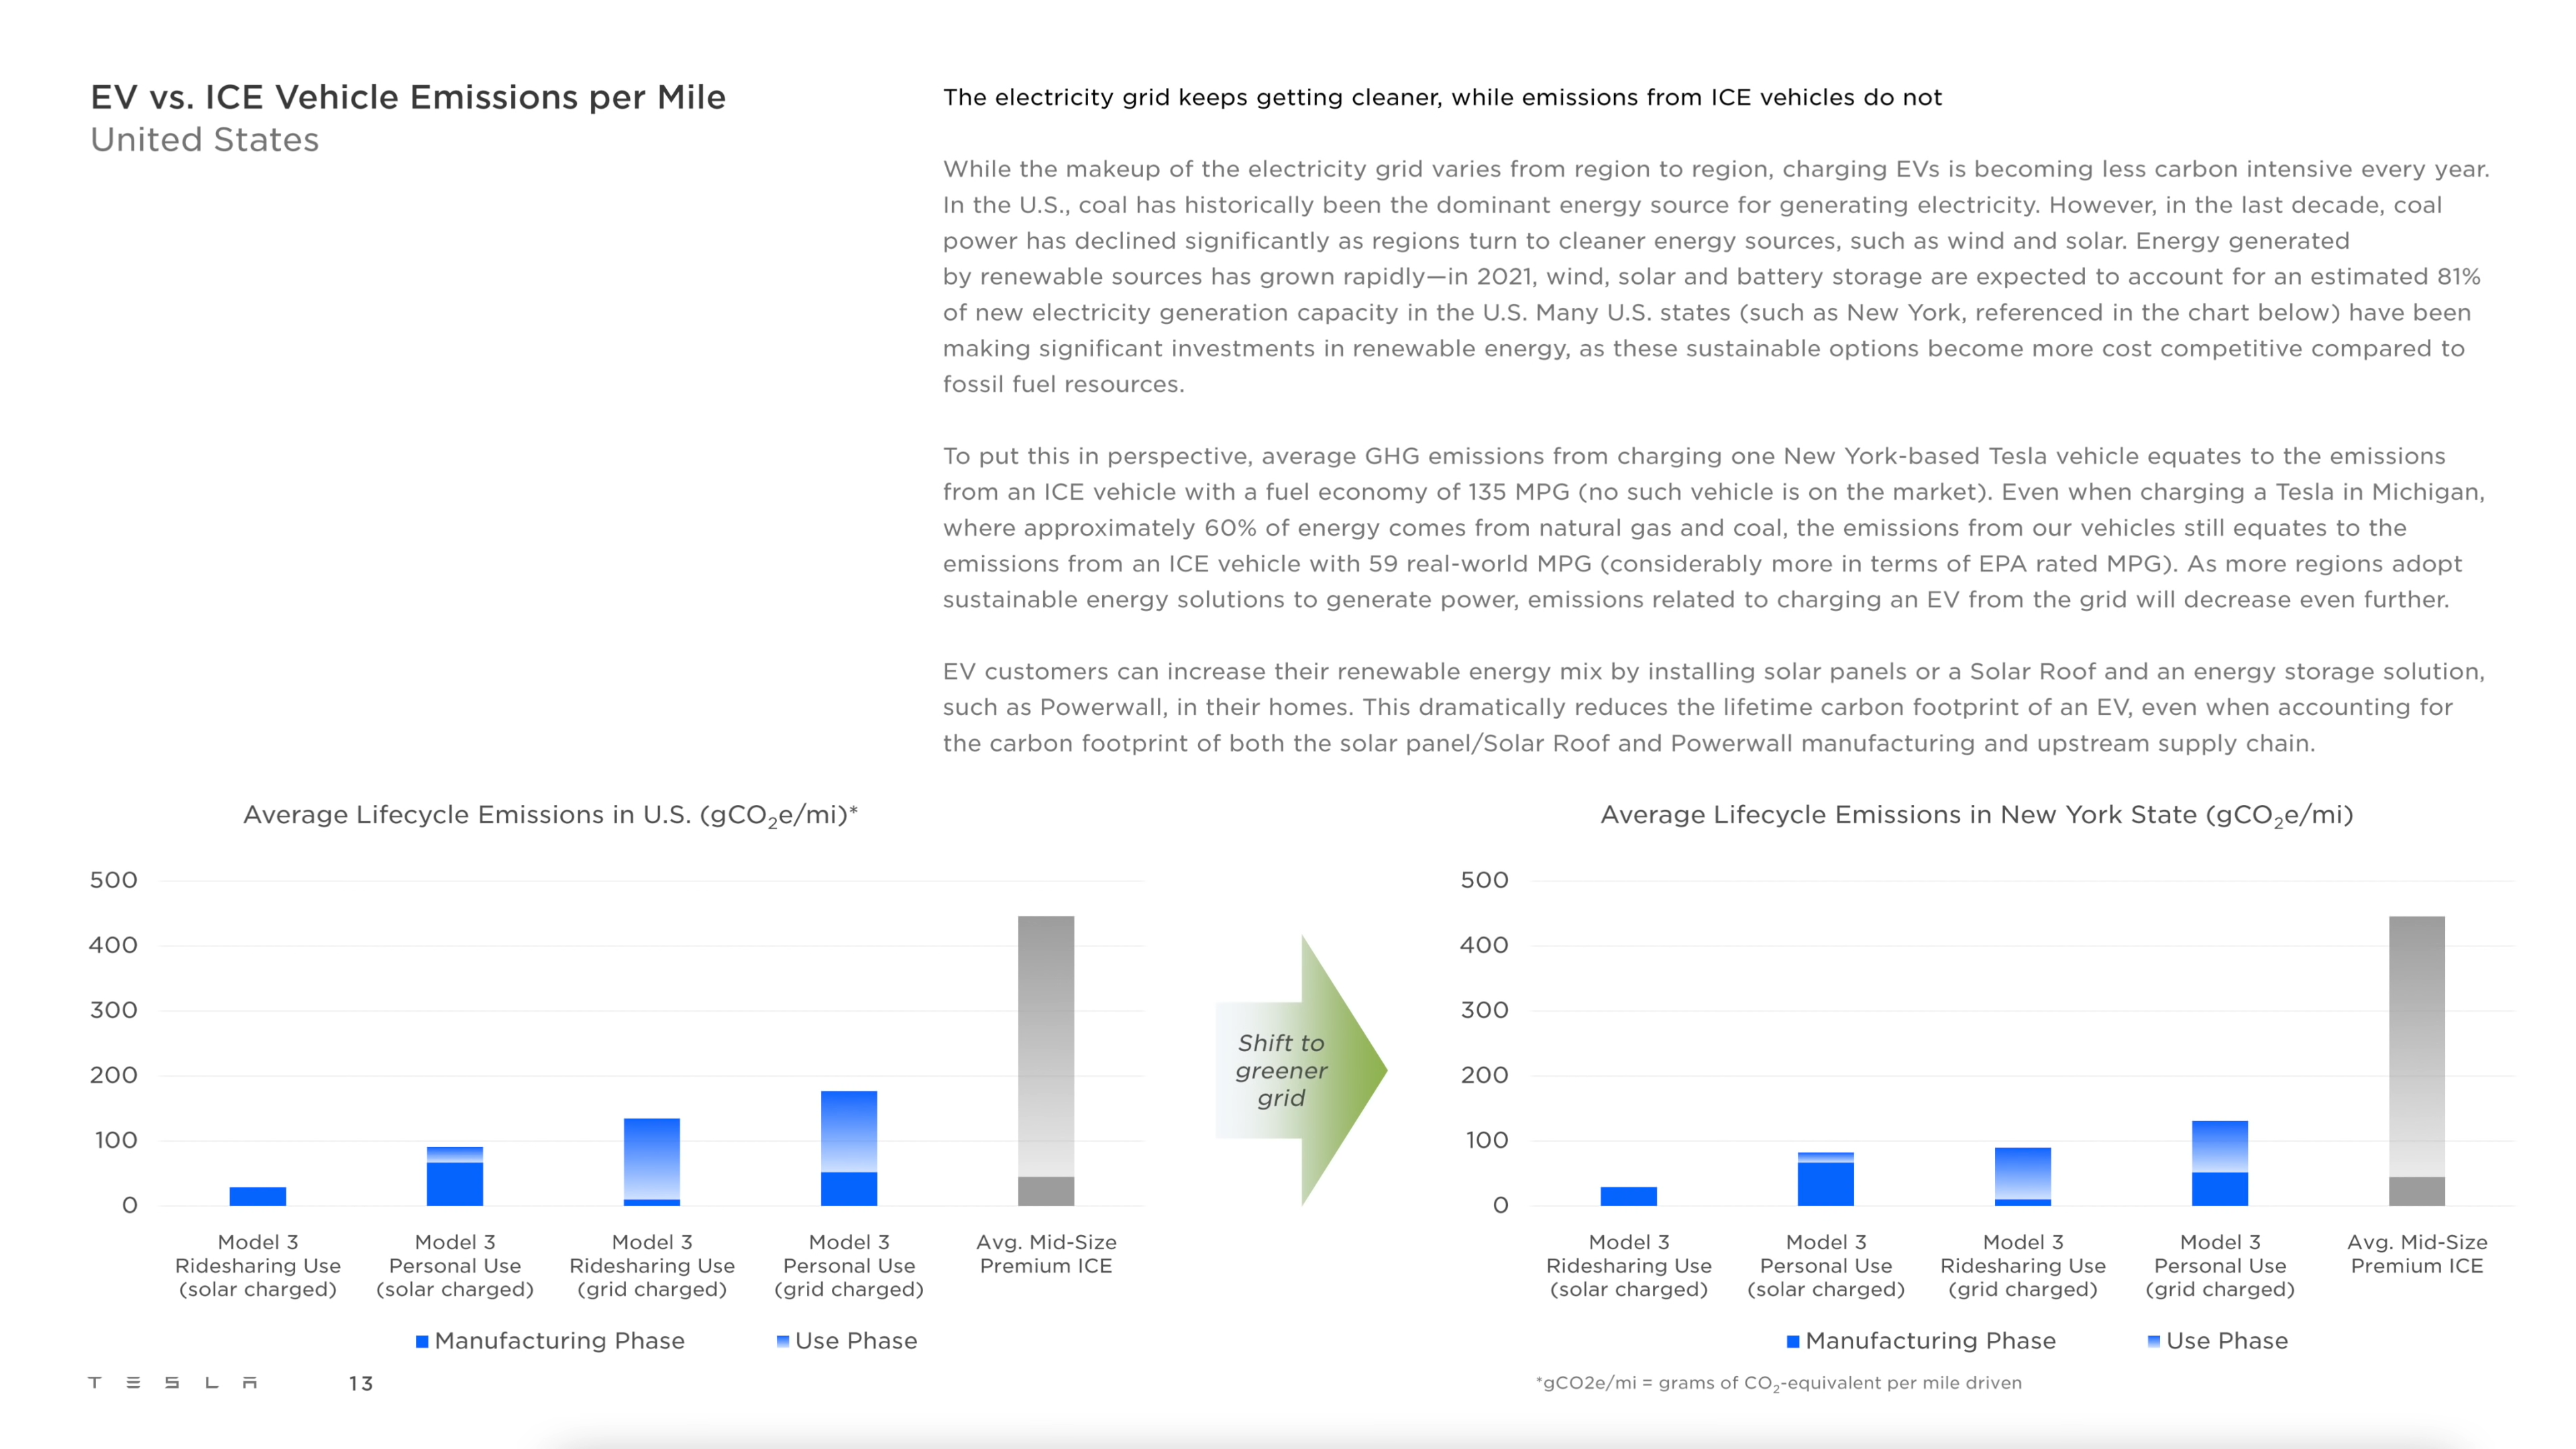 EV vs. ICE Vehicle Emissions per Mile
United States
The electricity grid keeps getting cleaner, while emissions from ICE vehicles do not
While the makeup of the electricity grid varies from region to region, charging EVs is becoming less carbon intensive every year.
In the U.S., coal has historically been the dominant energy source for generating electricity. However, in the last decade, coal
power has declined significantly as regions turn to cleaner energy sources, such as wind and solar. Energy generated
by renewable sources has grown rapidly—in 2021, wind, solar and battery storage are expected to account for an estimated 81%
of new electricity generation capacity in the U.S. Many U.S. states (such as New York, referenced in the chart below) have been
making significant investments in renewable energy, as these sustainable options become more cost competitive compared to
fossil fuel resources.
To put this in perspective, average GHG emissions from charging one New York-based Tesla vehicle equates to the emissions
from an ICE vehicle with a fuel economy of 135 MPG (no such vehicle is on the market). Even when charging a Tesla in Michigan,
where approximately 60% of energy comes from natural gas and coal, the emissions from our vehicles still equates to the
emissions from an ICE vehicle with 59 real-world MPG (considerably more in terms of EPA rated MPG). As more regions adopt
sustainable energy solutions to generate power, emissions related to charging an EV from the grid will decrease even further.
EV customers can increase their renewable energy mix by installing solar panels or a Solar Roof and an energy storage solution,
such as Powerwall, in their homes. This dramatically reduces the lifetime carbon footprint of an EV, even when accounting for
the carbon footprint of both the solar panel/Solar Roof and Powerwall manufacturing and upstream supply chain.
Average Lifecycle Emissions in U.S. (gCO₂e/mi)*
500
400
300
200
100
0
Model 3
Ridesharing Use
(solar charged)
Model 3
Personal Use
(solar charged)
Model 3
Ridesharing Use
(grid charged)
Model 3
Personal Use
(grid charged)
Avg. Mid-Size
Premium ICE
Manufacturing Phase
Use Phase
Shift to
greener
grid
Average Lifecycle Emissions in New York State (gCO₂e/mi)
500
400
300
200
100
0
Model 3
Ridesharing Use
(solar charged)
Model 3
Personal Use
(solar charged)
Model 3
Ridesharing Use
(grid charged)
Model 3
Personal Use
(grid charged)
Avg. Mid-Size
Premium ICE
Manufacturing Phase
Use Phase
TESLA
13
*gCO2e/mi = grams of CO₂-equivalent per mile driven